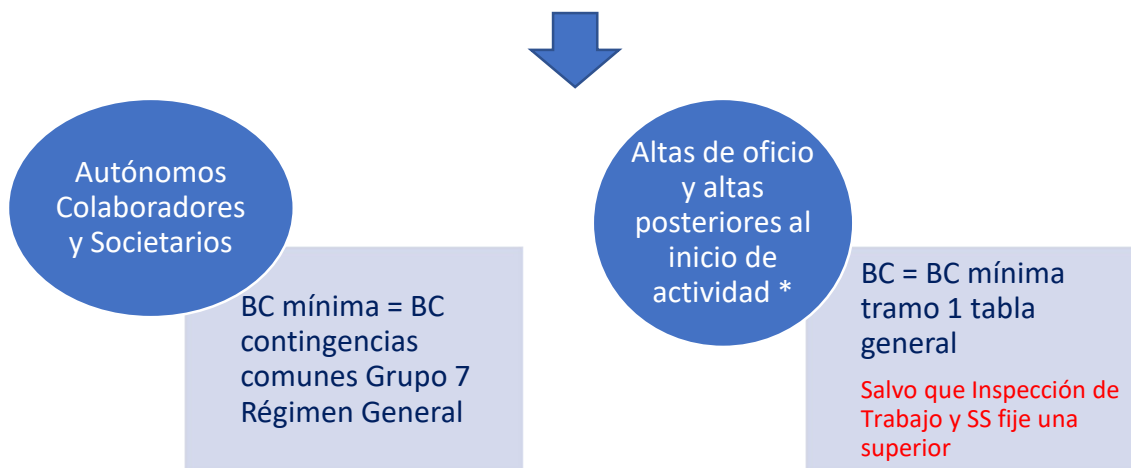 Autónomos
Colaboradores
y Societarios
BC mínima = BC
contingencias
comunes Grupo 7
Régimen General
Altas de oficio
y altas
posteriores al
inicio de
actividad *
BC = BC mínima
tramo 1 tabla
general
Salvo que Inspección de
Trabajo y SS fije una
superior